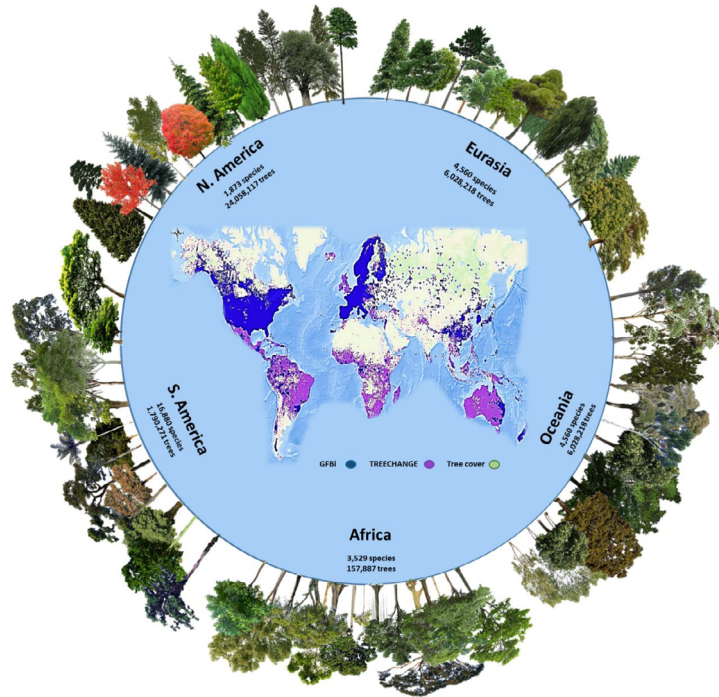 N. America
1,873 species
24,058,117 trees
Eurasia
4,560 species
6,028,218 trees
S. America
16,880 species
1,790,271 trees
Oceania
4,560 species
6,028,218 trees
GFBI TREECHANGE Tree cover
Africa
3,529 species
157,887 trees